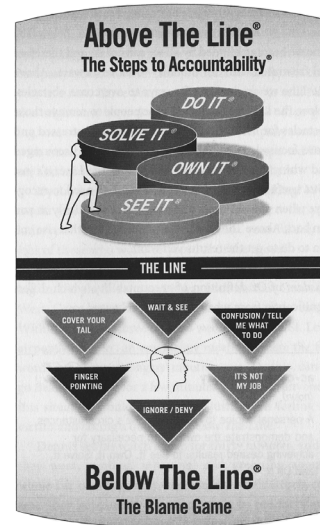 Above The Line®
The Steps to Accountability®
DO IT®
SOLVE IT®
OWN IT®
SEE IT®
THE LINE
WAIT & SEE
COVER YOUR
TAIL
CONFUSION / TELL
ME WHAT
TO DO
FINGER
POINTING
IT'S NOT
MY JOB
IGNORE / DENY
Below The Line®
The Blame Game